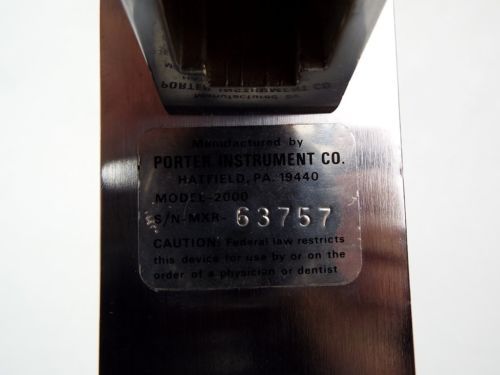 Manufactured by
PORTER INSTRUMENT CO.
HATFIELD, PA. 19440
MODEL-2000
S/N-MXR- 63757
CAUTION: Federal law restricts
this device for use by or on the
order of a physician or dentist